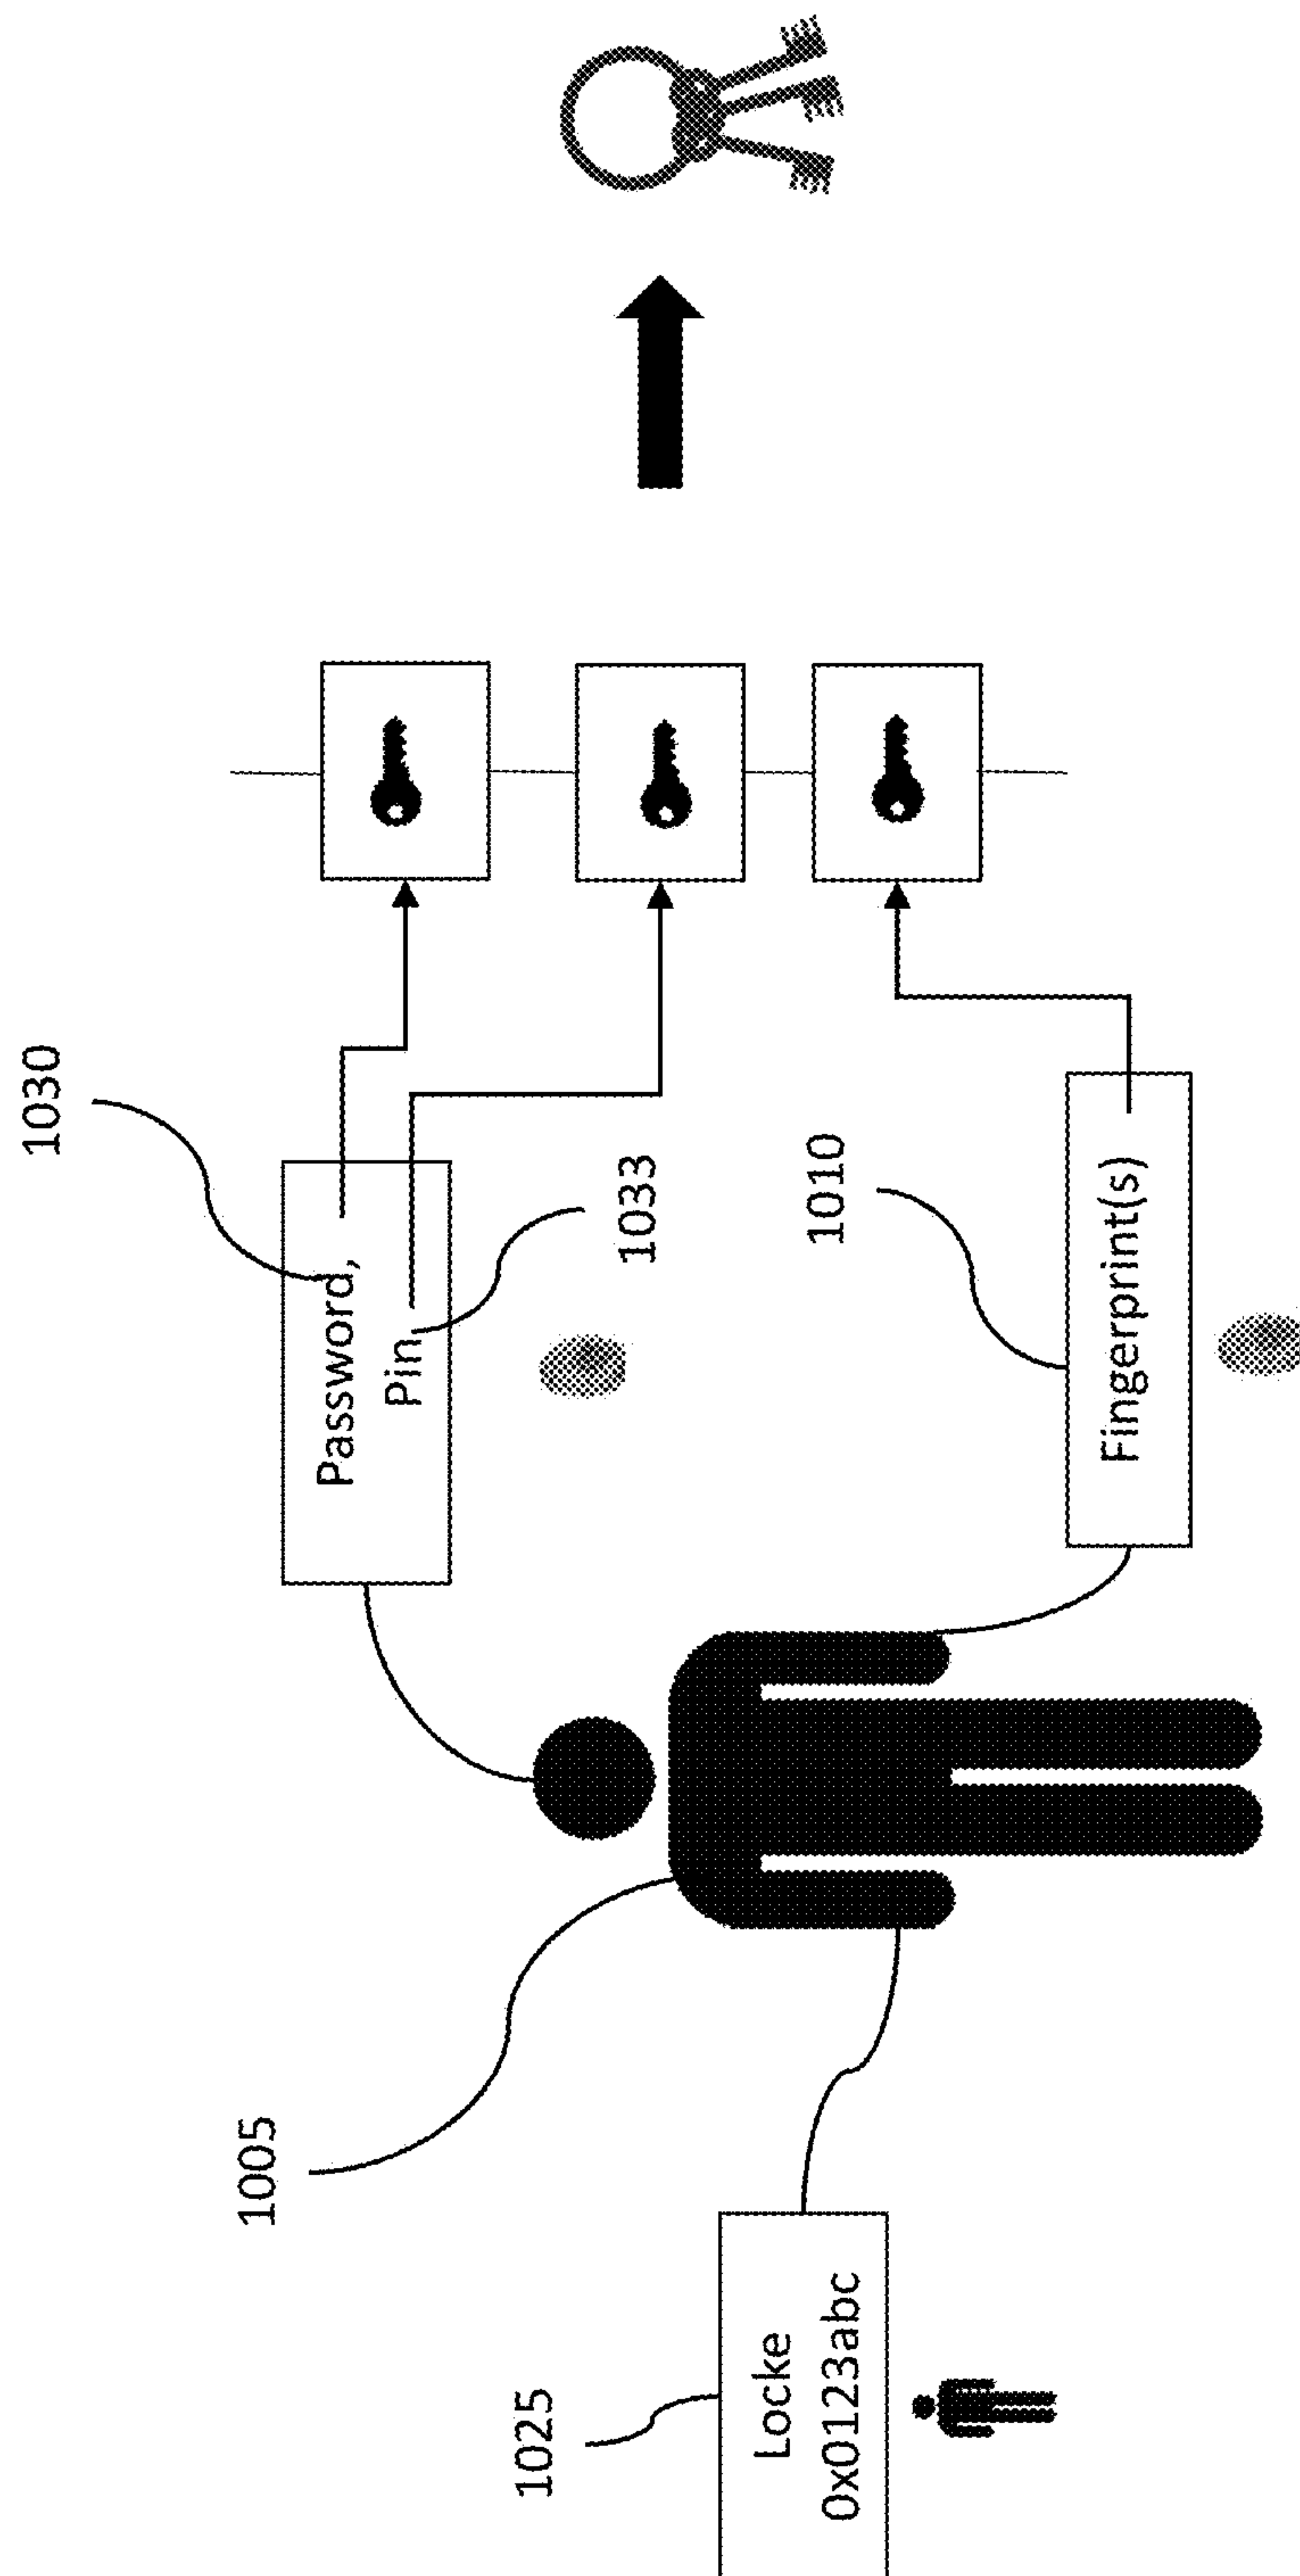 1030
Password,
Pin
1033
1005
1010
Fingerprint(s)
1025
Locke
0x0123abc